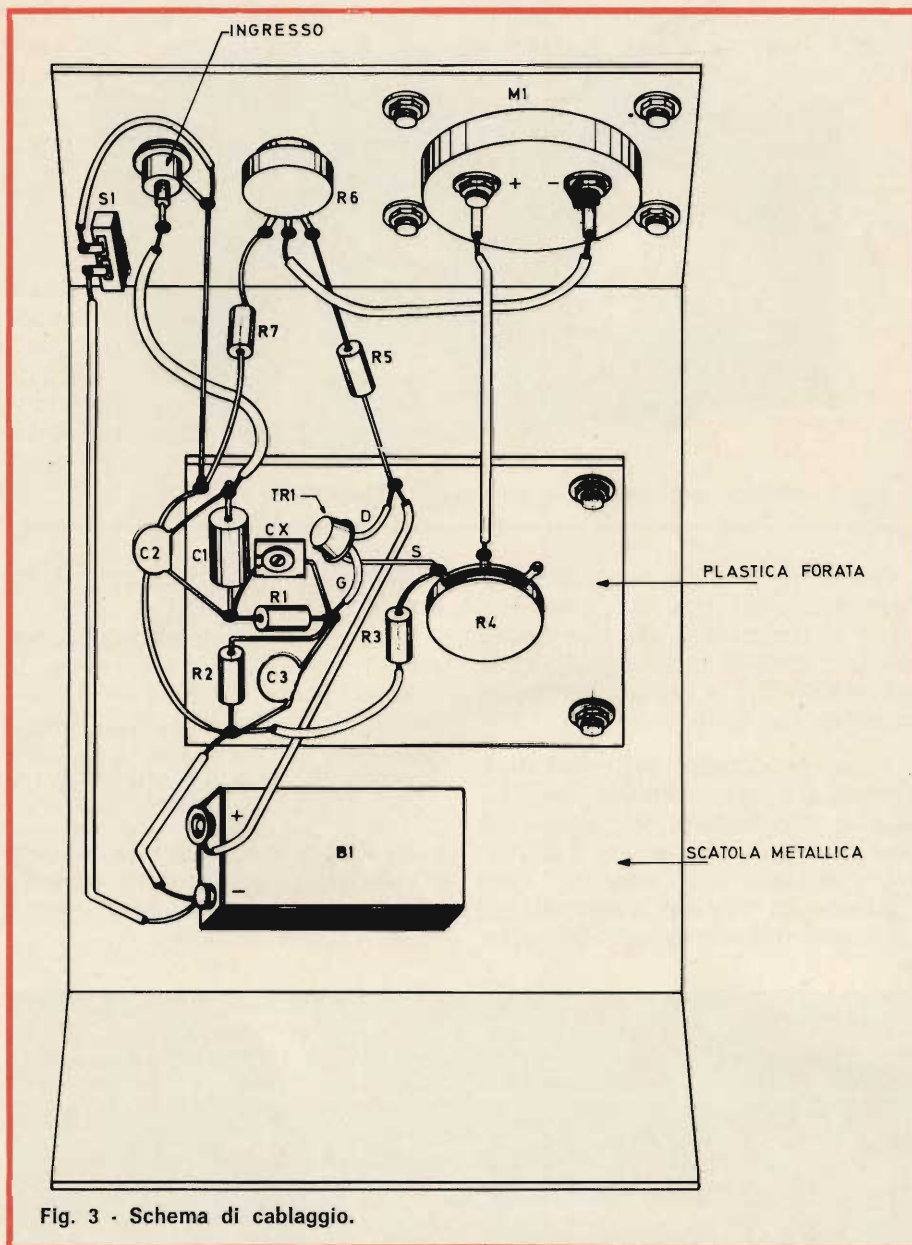 INGRESSO
M1
S1
+ -
R6
R7
R5
TR1
D
CX
S
C2
C1
G
PLASTICA FORATA
R1
R4
R3
R2
C3
+
B1
SCATOLA METALLICA
-
Fig. 3 - Schema di cablaggio.